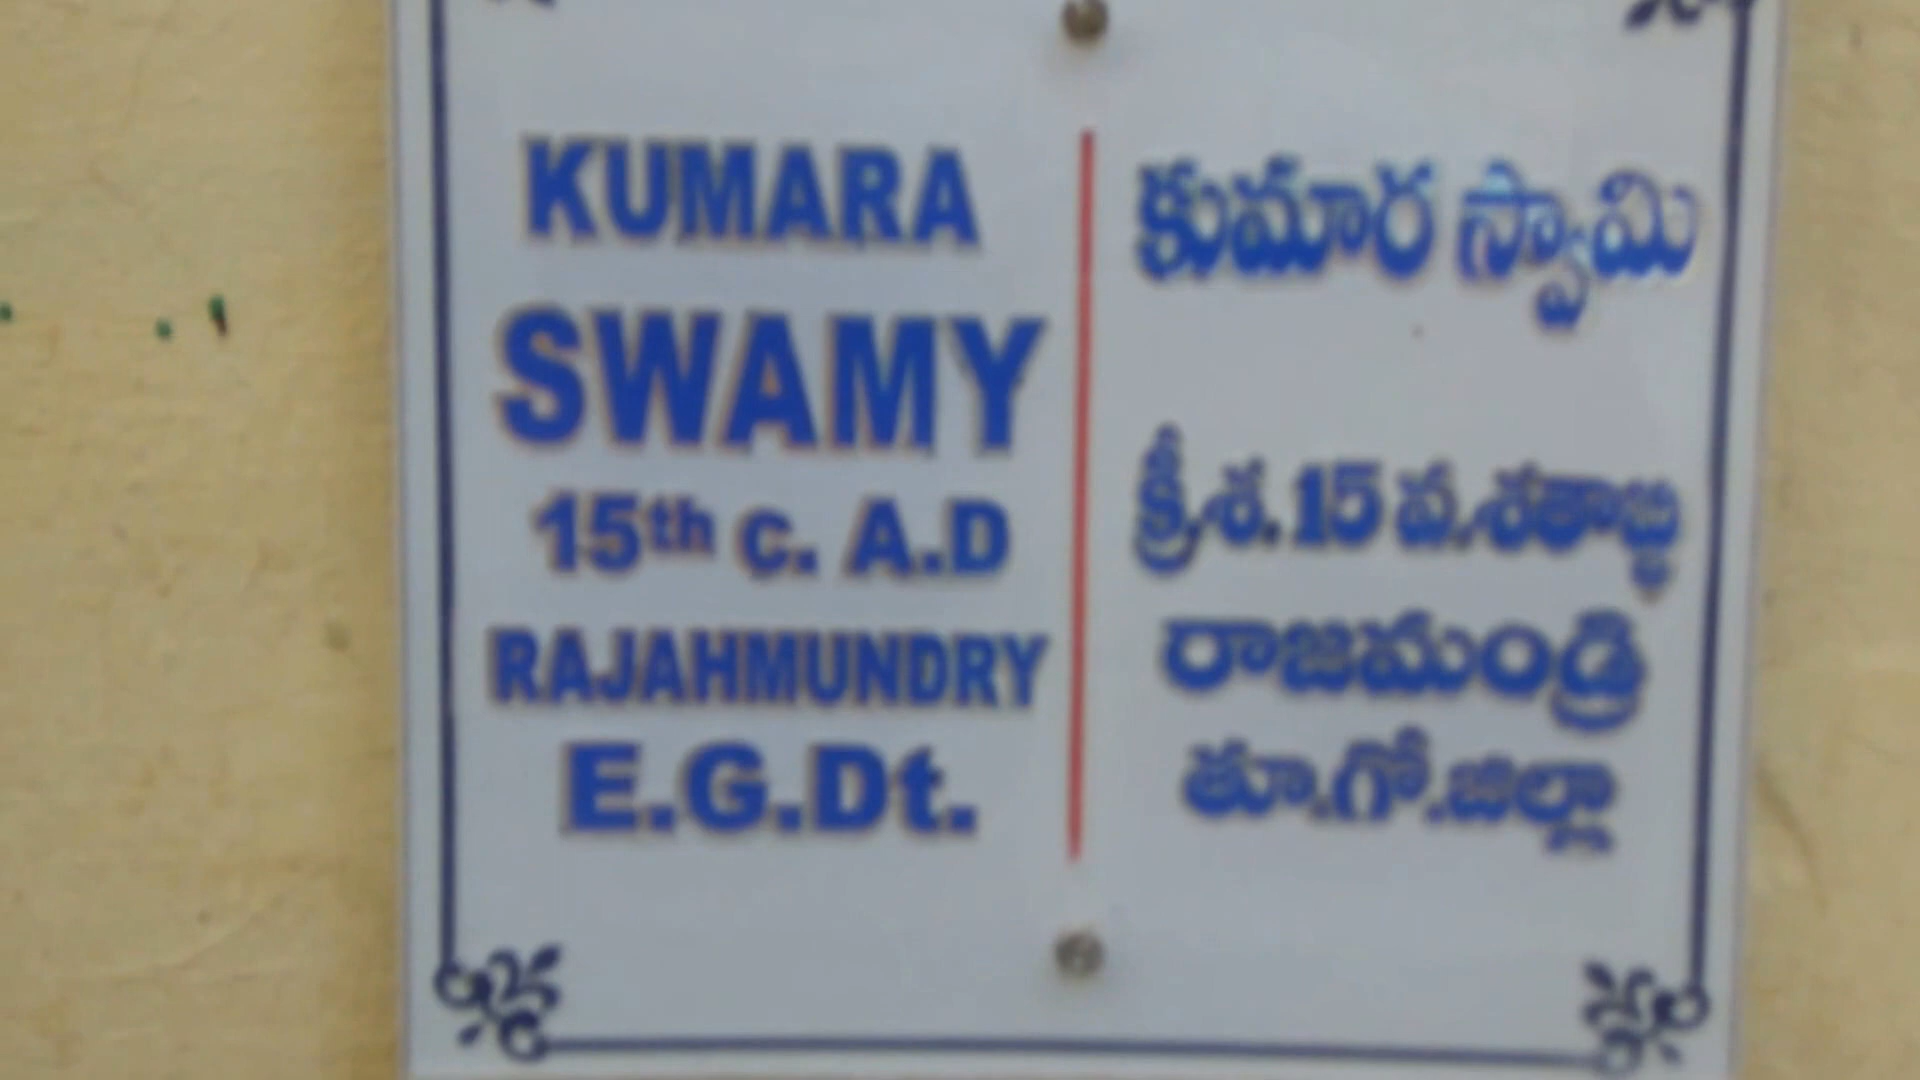 KUMARA
SWAMY
15th c. A.D
RAJAHMUNDRY
E.G.Dt.
కుమార స్వామి
క్రీ.శ. 15 వ.శతాబ్ధ
రాజమండ్రి
తూ.గో.జిల్లా